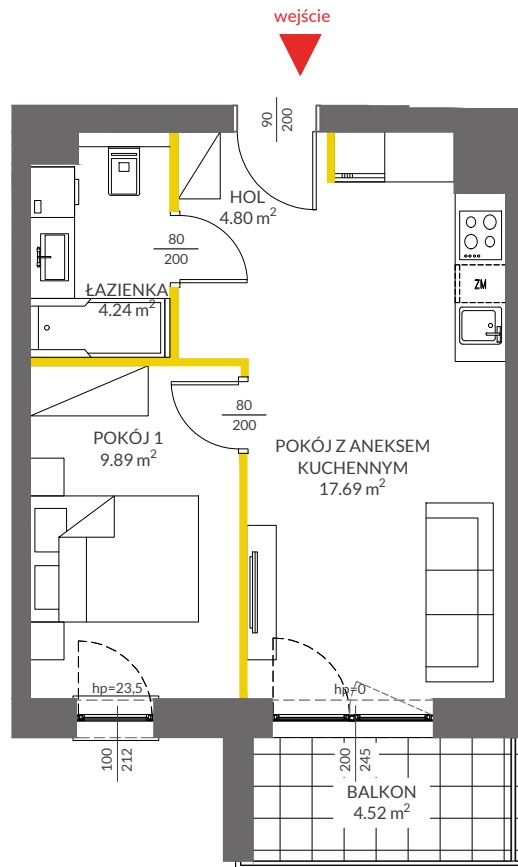 wejście
90
200
HOL
4.80 m²
80
200
ZM
ŁAZIENKA
4.24 m²
80
200
POKÓJ 1
9.89 m²
POKÓJ Z ANEKSEM
KUCHENNYM
17.69 m²
hp=23,5
hp=0
100
212
200
245
BALKON
4.52 m²